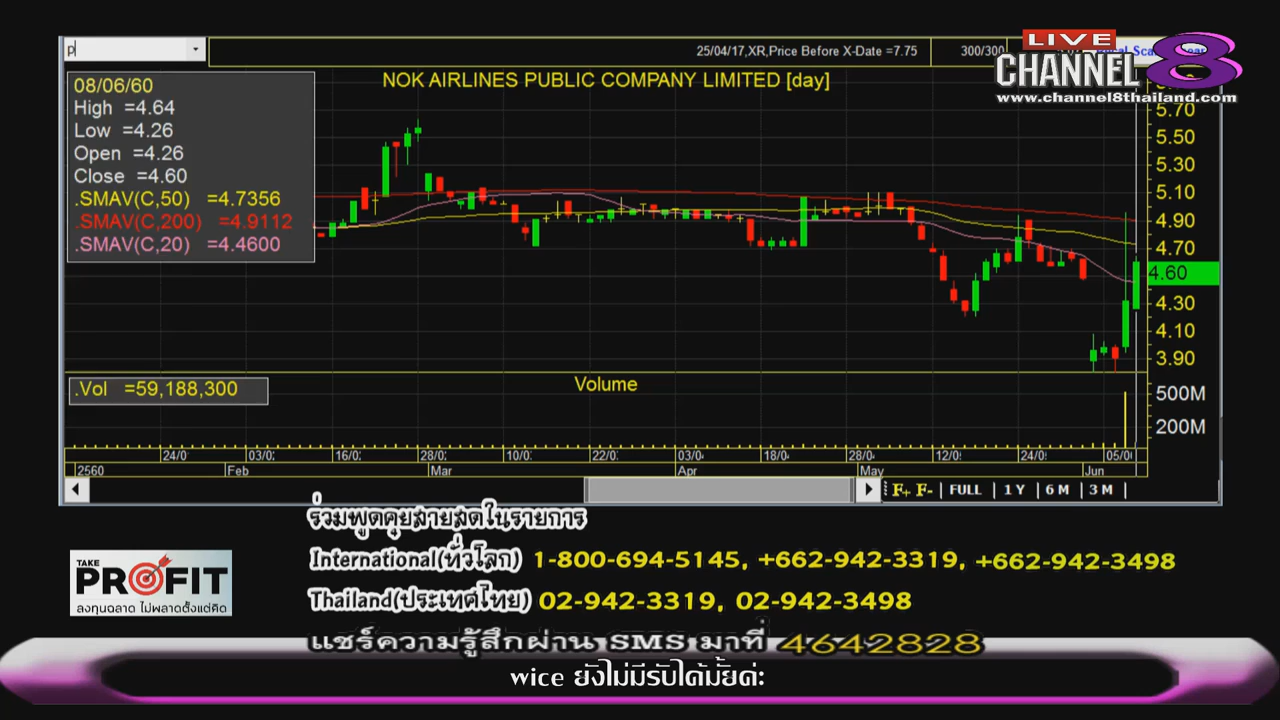 p
25/04/17,XR,Price Before X-Date =7.75
300/300
LIVE
CHANNEL 8
www.channel8thailand.com
NOK AIRLINES PUBLIC COMPANY LIMITED [day]
08/06/60
High =4.64
Low =4.26
Open =4.26
Close =4.60
.SMAV(C,50) =4.7356
.SMAV(C,200) =4.9112
.SMAV(C,20) =4.4600
5.70
5.50
5.30
5.10
4.90
4.70
4.60
4.30
4.10
3.90
.Vol =59,188,300
Volume
500M
200M
24/0 03/0 16/0 28/0 10/0 22/0 03/0 18/0 28/0 12/0 24/0 05/0
2560 Feb Mar Apr May Jun
F+ F- FULL 1 Y 6 M 3 M
ร่วมพูดคุยสายสดในรายการ
International(ทั่วโลก) 1-800-694-5145, +662-942-3319, +662-942-3498
Thailand(ประเทศไทย) 02-942-3319, 02-942-3498
แชร์ความรู้สึกผ่าน SMS มาที่ 4642828
TAKE
PROFIT
ลงทุนฉลาด ไม่พลาดตั้งแต่คิด
wice ยังไม่มีรับได้มั้ยค่ะ